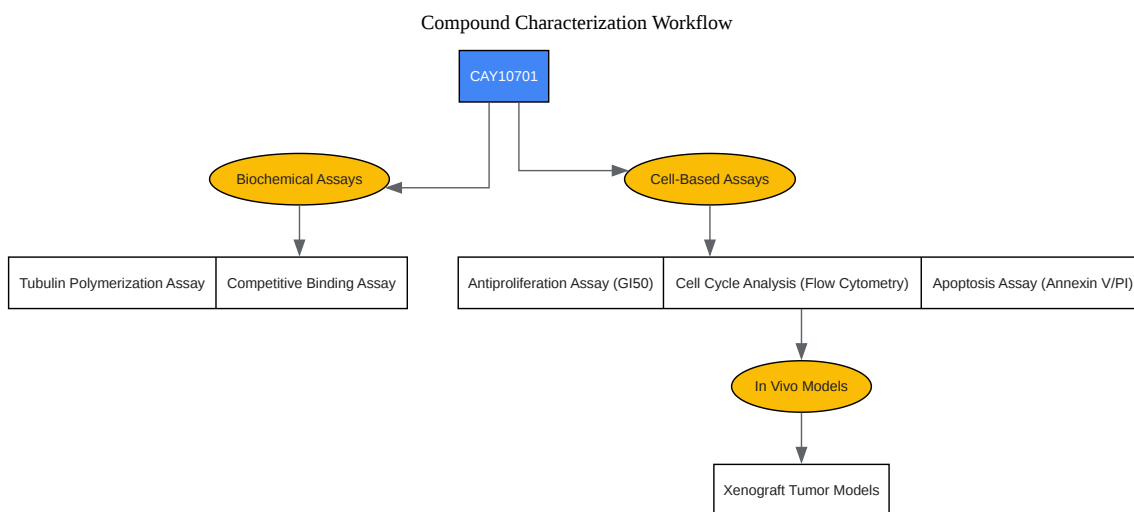 Compound Characterization Workflow
CAY10701
Biochemical Assays
Cell-Based Assays
Tubulin Polymerization Assay
Competitive Binding Assay
Antiproliferation Assay (GI50)
Cell Cycle Analysis (Flow Cytometry)
Apoptosis Assay (Annexin V/PI)
In Vivo Models
Xenograft Tumor Models